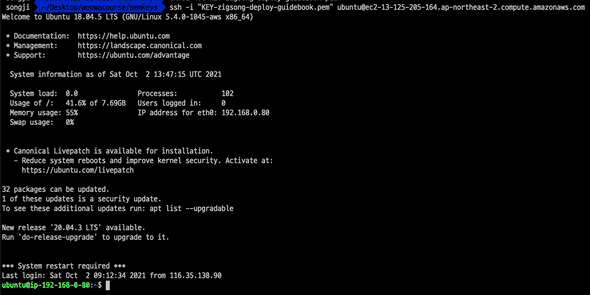 songji ~/Desktop/woowacourse/pemkeys ssh -i "KEY-zigsong-deploy-guidebook.pem" ubuntu@ec2-13-125-205-164.ap-northeast-2.compute.amazonaws.com
Welcome to Ubuntu 18.04.5 LTS (GNU/Linux 5.4.0-1045-aws x86_64)
* Documentation: https://help.ubuntu.com
* Management: https://landscape.canonical.com
* Support: https://ubuntu.com/advantage
System information as of Sat Oct 2 13:47:15 UTC 2021
System load: 0.0 Processes: 102
Usage of /: 41.6% of 7.69GB Users logged in: 0
Memory usage: 55% IP address for eth0: 192.168.0.80
Swap usage: 0%
* Canonical Livepatch is available for installation.
- Reduce system reboots and improve kernel security. Activate at:
https://ubuntu.com/livepatch
32 packages can be updated.
1 of these updates is a security update.
To see these additional updates run: apt list --upgradable
New release '20.04.3 LTS' available.
Run 'do-release-upgrade' to upgrade to it.
*** System restart required ***
Last login: Sat Oct 2 09:12:34 2021 from 116.35.138.90
ubuntu@ip-192-168-0-80:~$